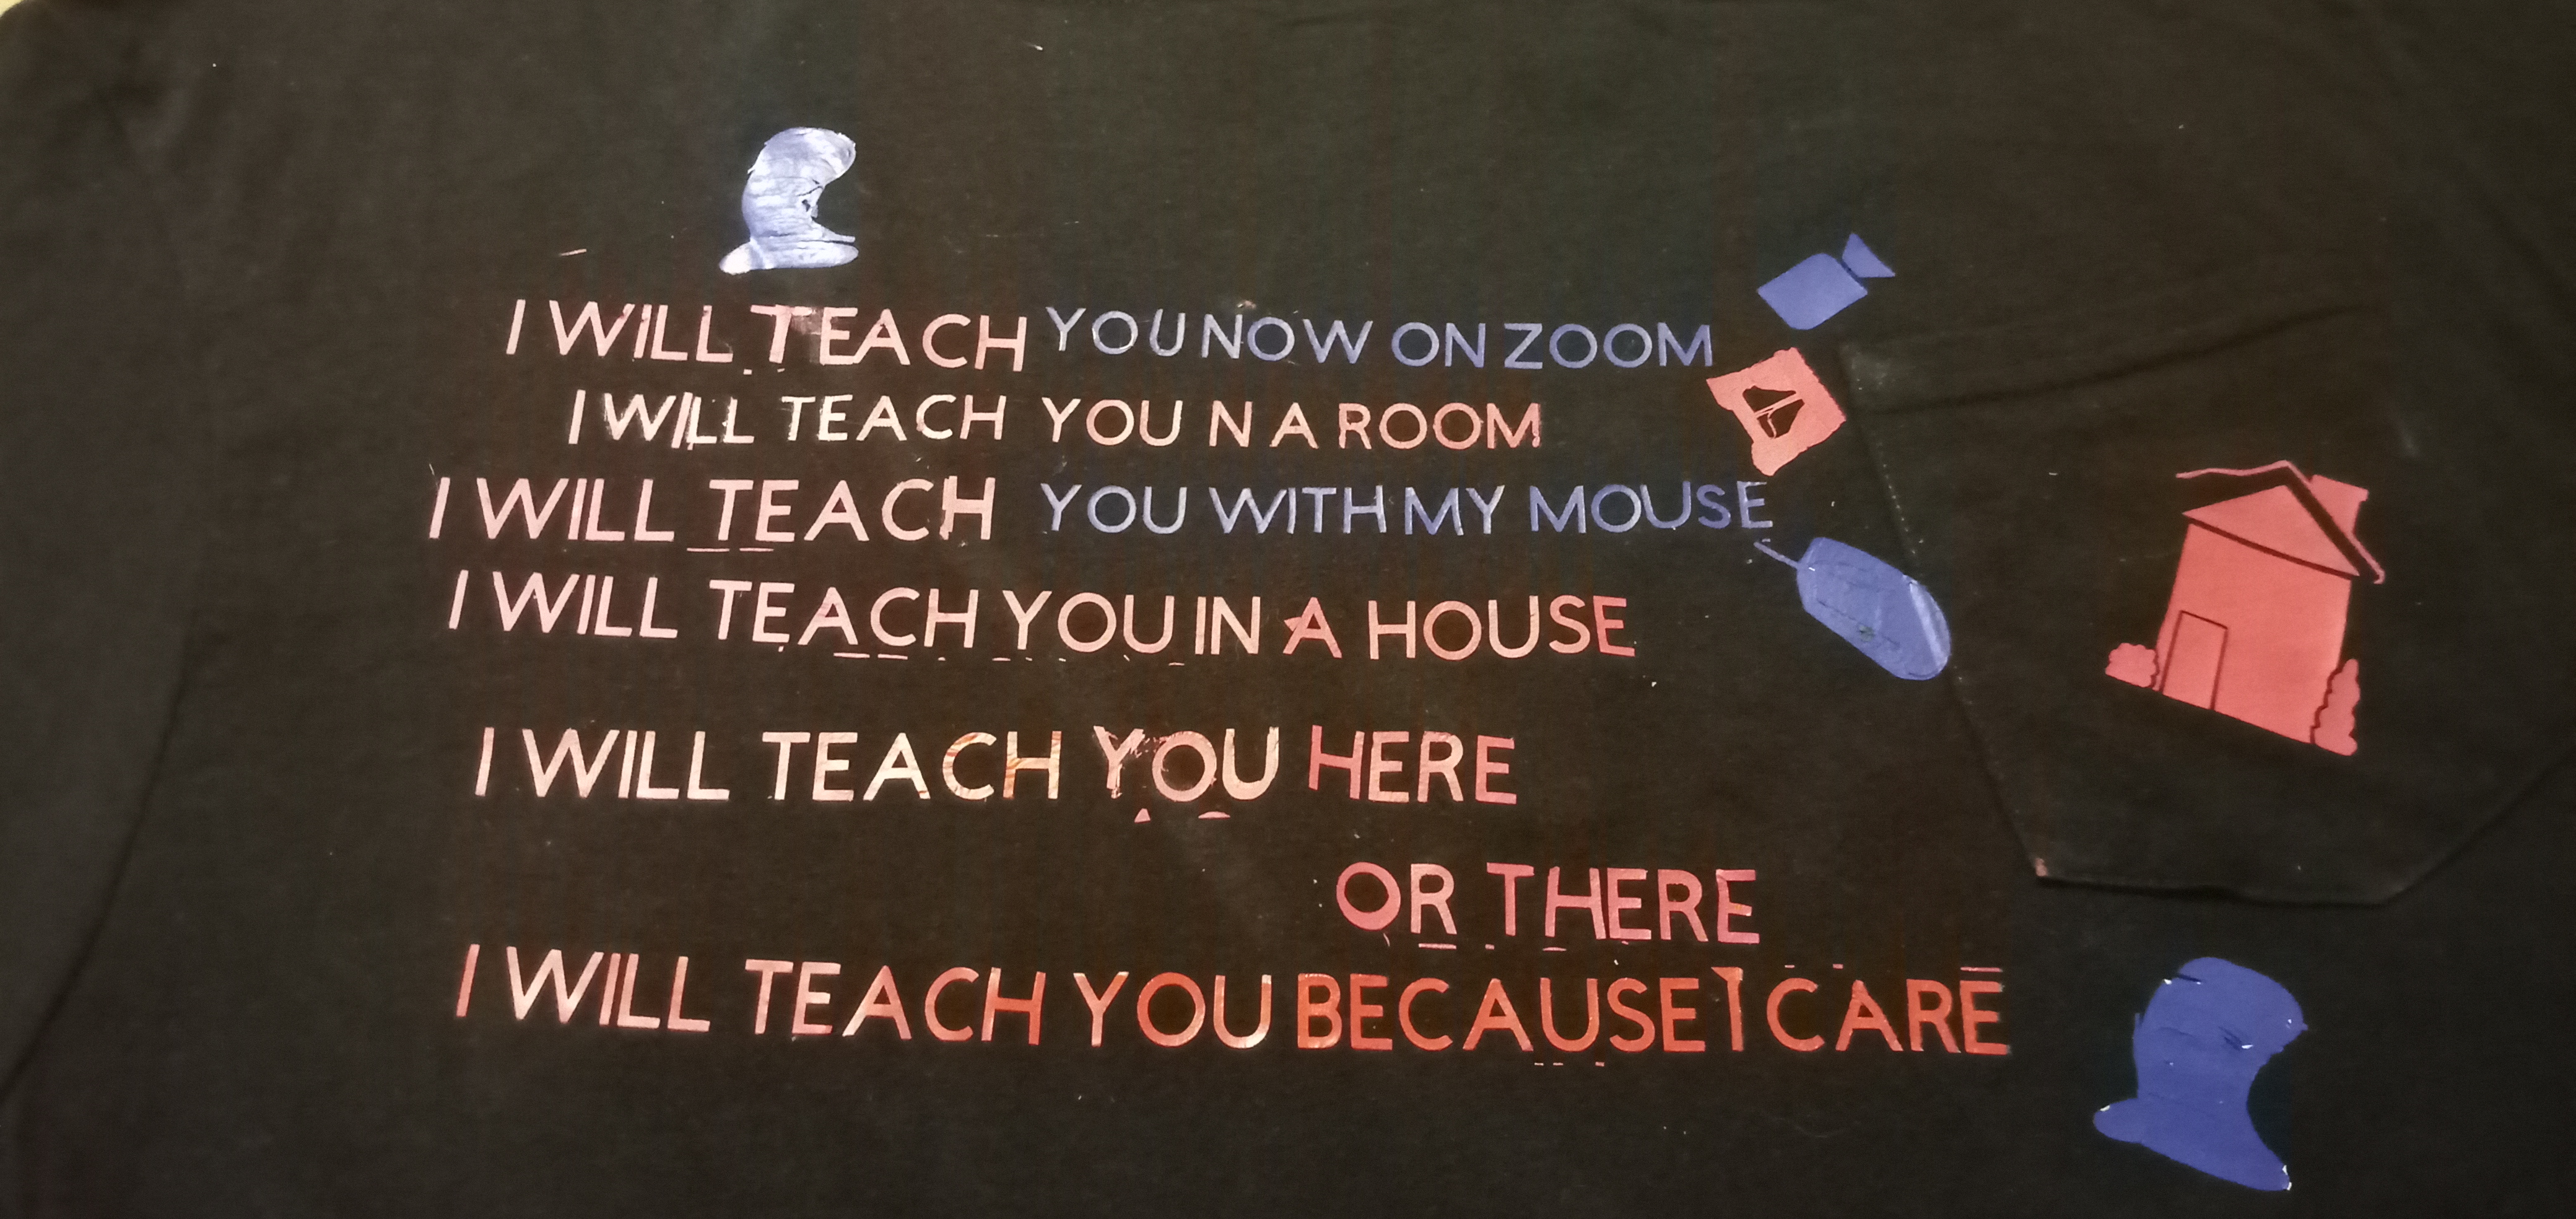 I WILL TEACH YOU NOW ON ZOOM
I WILL TEACH YOU N A ROOM
I WILL TEACH YOU WITH MY MOUSE
I WILL TEACH YOU IN A HOUSE
I WILL TEACH YOU HERE
OR THERE
I WILL TEACH YOU BECAUSE I CARE